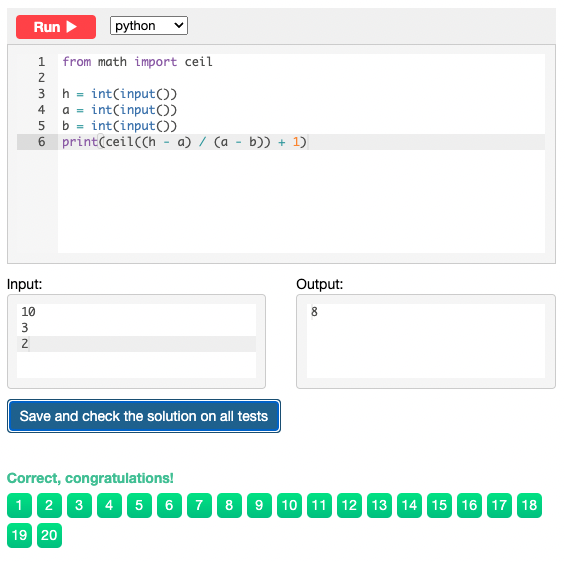 Run
python
1 from math import ceil
2
3 h = int(input())
4 a = int(input())
5 b = int(input())
6 print(ceil((h - a) / (a - b)) + 1)
Input:
Output:
10
3
2
8
Save and check the solution on all tests
Correct, congratulations!
1 2 3 4 5 6 7 8 9 10 11 12 13 14 15 16 17 18
19 20